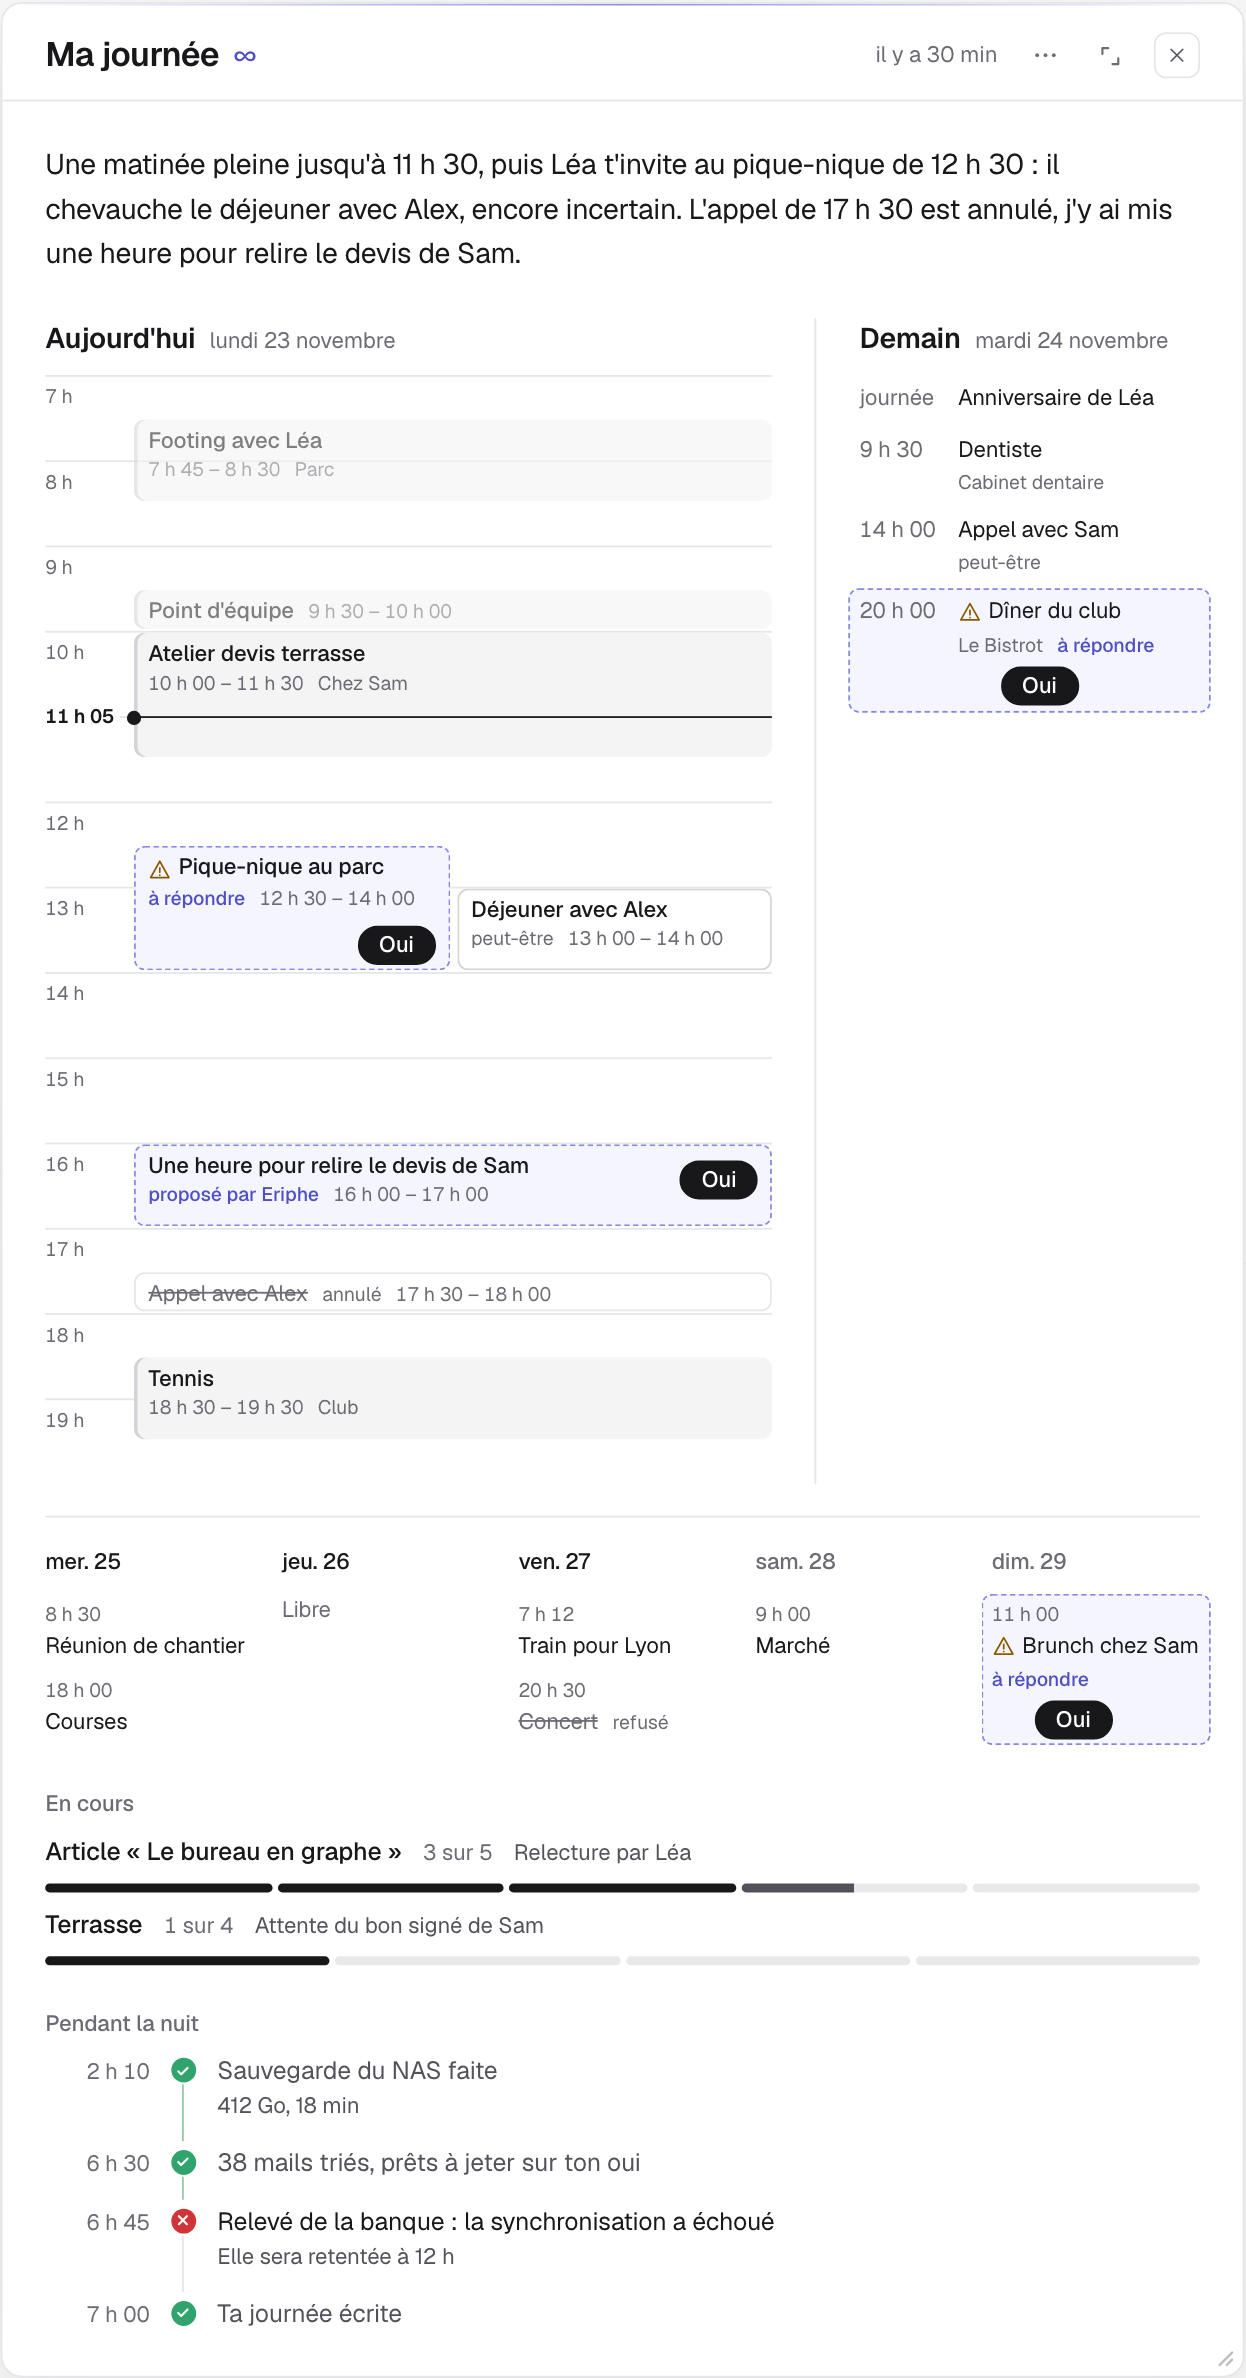 Ma journée
il y a 30 min
Une matinée pleine jusqu'à 11 h 30, puis Léa t'invite au pique-nique de 12 h 30 : il
chevauche le déjeuner avec Alex, encore incertain. L'appel de 17 h 30 est annulé, j'y ai mis
une heure pour relire le devis de Sam.
Aujourd'hui lundi 23 novembre
7 h
Footing avec Léa
7 h 45 – 8 h 30 Parc
8 h
9 h
Point d'équipe 9 h 30 – 10 h 00
10 h
Atelier devis terrasse
10 h 00 – 11 h 30 Chez Sam
11 h 05
12 h
Pique-nique au parc
à répondre 12 h 30 – 14 h 00
Oui
13 h
Déjeuner avec Alex
peut-être 13 h 00 – 14 h 00
14 h
15 h
16 h
Une heure pour relire le devis de Sam
proposé par Eriphe 16 h 00 – 17 h 00
Oui
17 h
Appel avec Alex annulé 17 h 30 – 18 h 00
18 h
Tennis
18 h 30 – 19 h 30 Club
19 h
Demain mardi 24 novembre
journée Anniversaire de Léa
9 h 30 Dentiste
Cabinet dentaire
14 h 00 Appel avec Sam
peut-être
20 h 00 Dîner du club
Le Bistrot à répondre
Oui
mer. 25
8 h 30
Réunion de chantier
18 h 00
Courses
jeu. 26
Libre
ven. 27
7 h 12
Train pour Lyon
20 h 30
Concert refusé
sam. 28
9 h 00
Marché
dim. 29
11 h 00
Brunch chez Sam
à répondre
Oui
En cours
Article « Le bureau en graphe » 3 sur 5 Relecture par Léa
Terrasse 1 sur 4 Attente du bon signé de Sam
Pendant la nuit
2 h 10 Sauvegarde du NAS faite
412 Go, 18 min
6 h 30 38 mails triés, prêts à jeter sur ton oui
6 h 45 Relevé de la banque : la synchronisation a échoué
Elle sera retentée à 12 h
7 h 00 Ta journée écrite